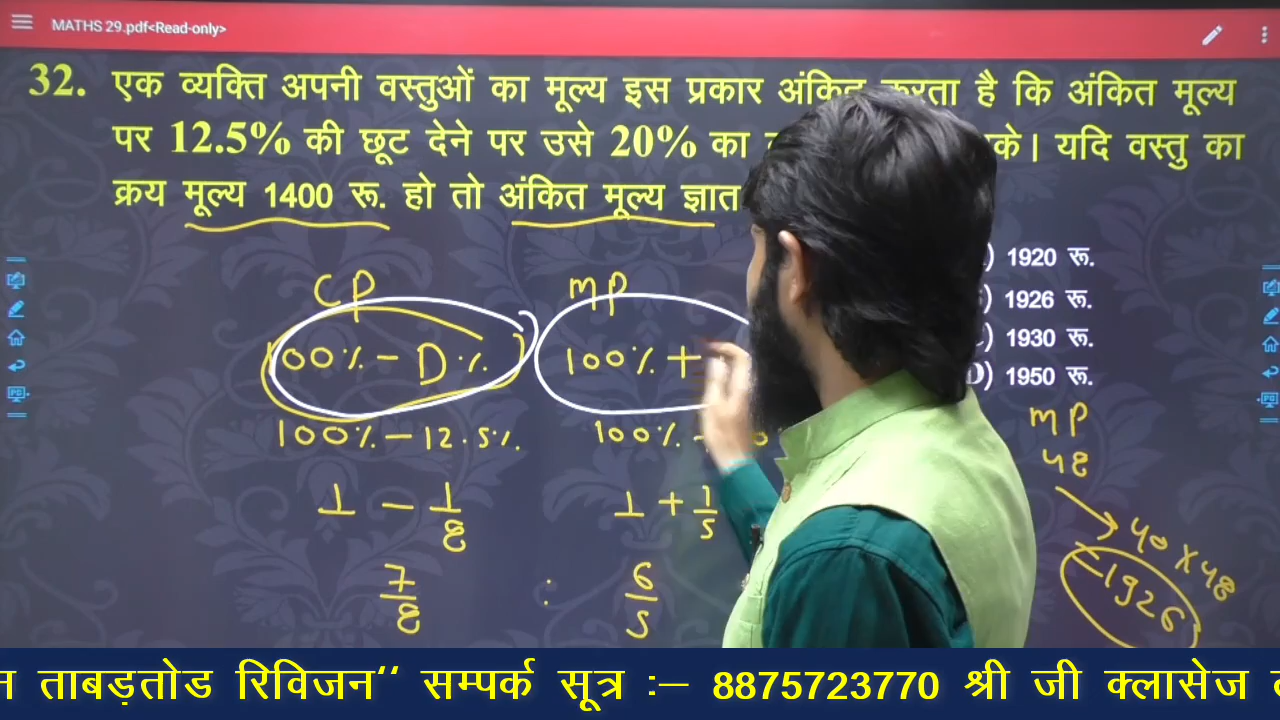 MATHS 29.pdf<Read-only>
32. एक व्यक्ति अपनी वस्तुओं का मूल्य इस प्रकार अंकित करता है कि अंकित मूल्य
पर 12.5% की छूट देने पर उसे 20% का के। यदि वस्तु का
क्रय मूल्य 1400 रू. हो तो अंकित मूल्य ज्ञात
) 1920 रू.
) 1926 रू.
) 1930 रू.
D) 1950 रू.
CP mp
100% - D% 100% +
100% - 12.5% 100%
1 - 1/8 1 + 1/5
7/8 : 6/5
mp
48
40 x 48
1926
ताबड़तोड रिविजन‘‘ सम्पर्क सूत्र :– 8875723770 श्री जी क्लासेज